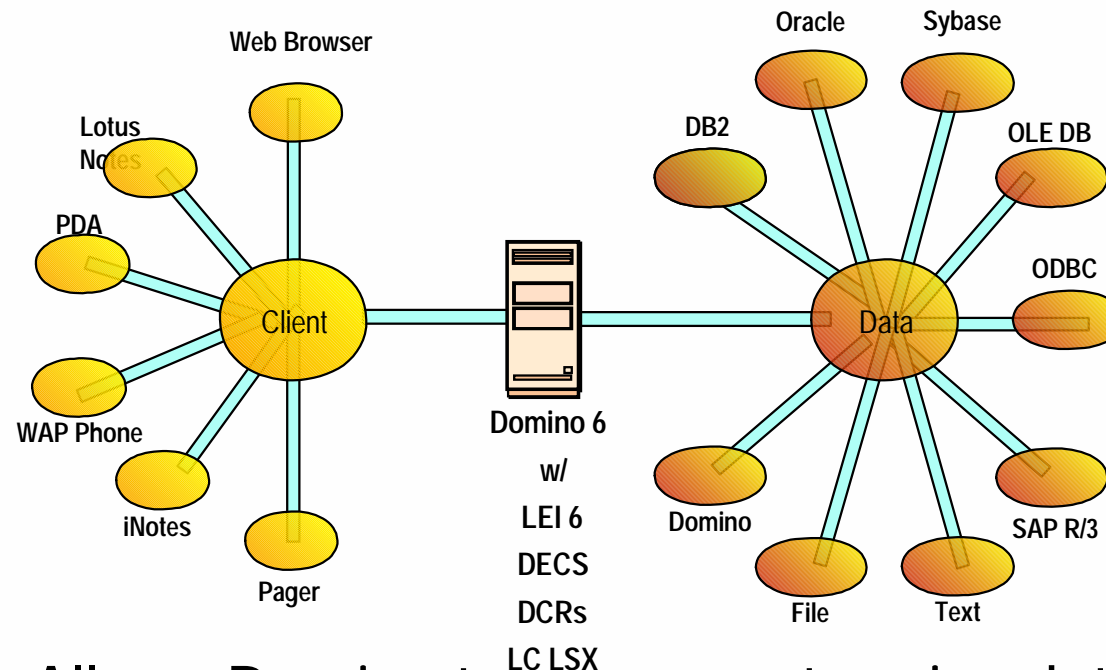 Web Browser
Lotus
Notes
PDA
Client
WAP Phone
iNotes
Pager
Domino 6
w/
LEI 6
DECS
DCRs
LC LSX
Oracle
Sybase
DB2
OLE DB
ODBC
Data
Domino
SAP R/3
File
Text